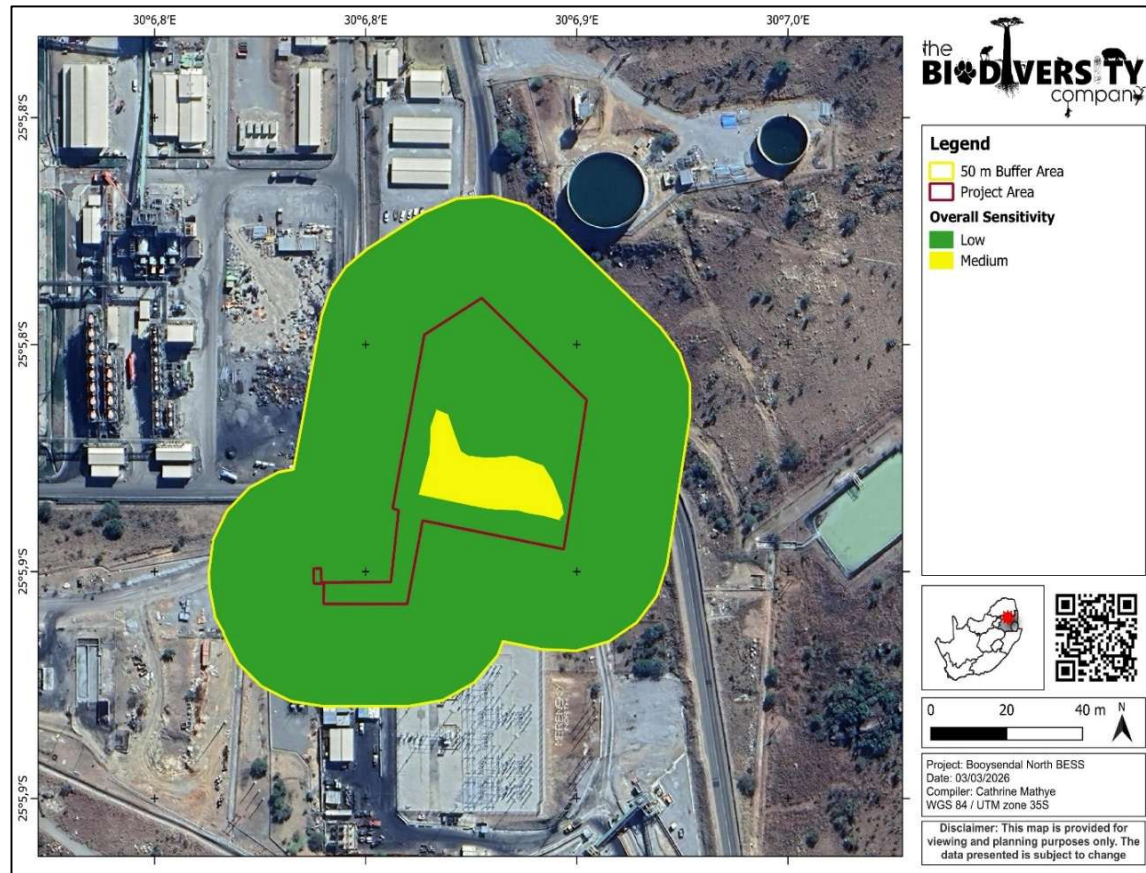 30°6,8'E
30°6,8'E
30°6,9'E
30°7,0'E
25°5,8'S
25°5,8'S
25°5,9'S
25°5,9'S
the
BIODIVERSITY
company
Legend
50 m Buffer Area
Project Area
Overall Sensitivity
Low
Medium
0 20 40 m
N
Project: Booysendal North BESS
Date: 03/03/2026
Compiler: Cathrine Mathye
WGS 84 / UTM zone 35S
Disclaimer: This map is provided for
viewing and planning purposes only. The
data presented is subject to change